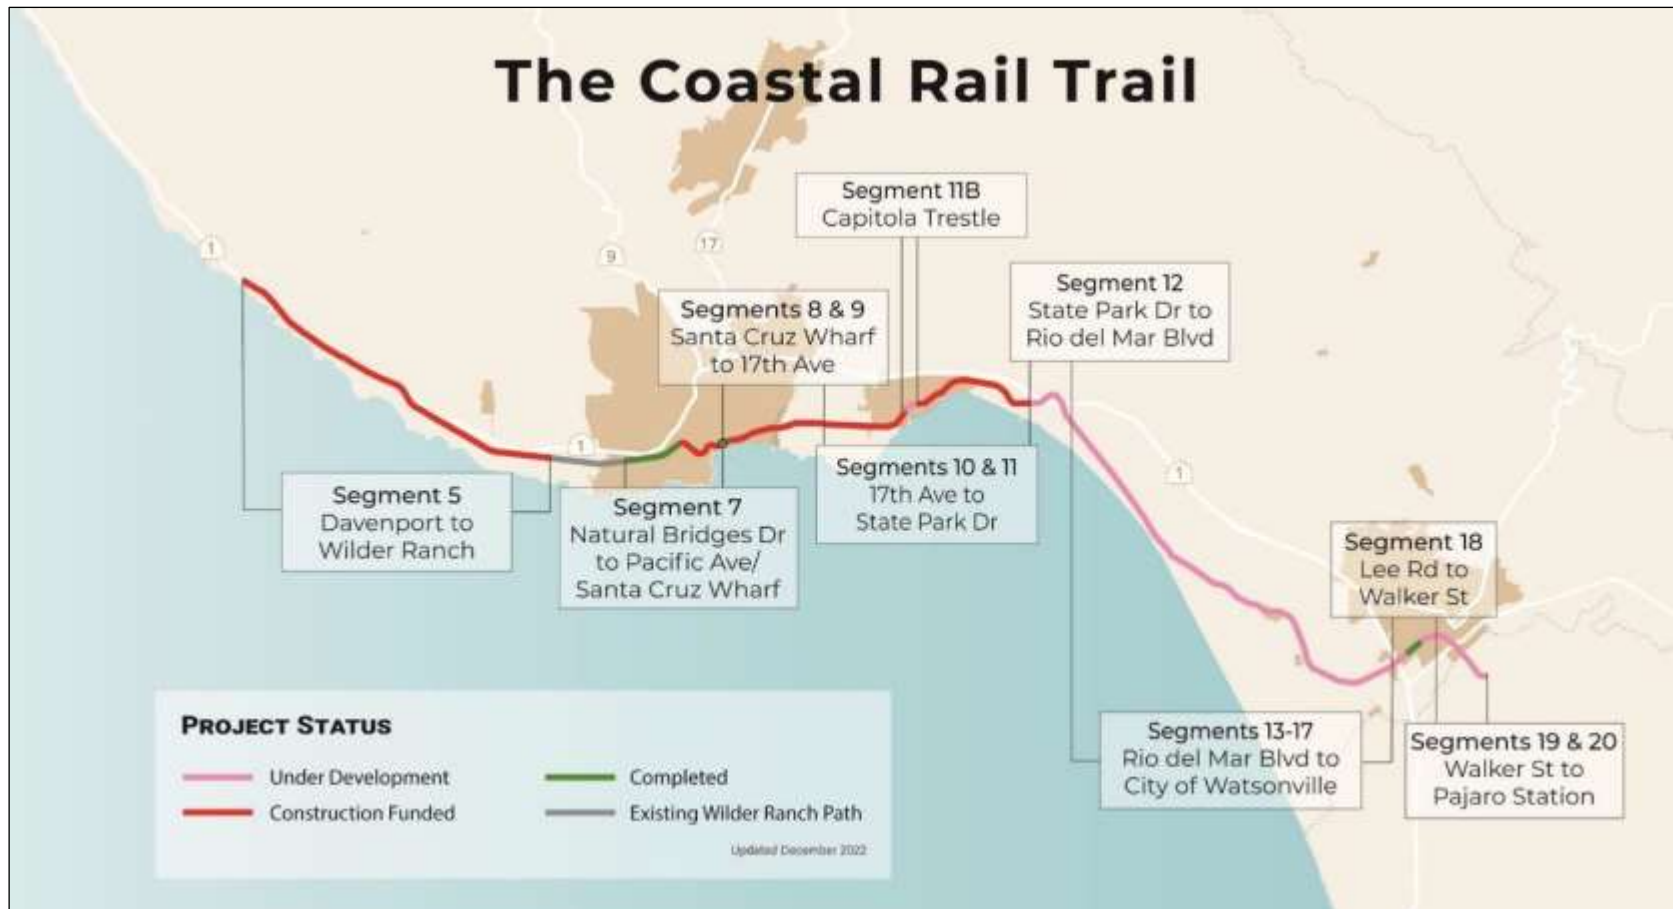 The Coastal Rail Trail
Segment 11B
Capitola Trestle
1
9
17
Segment 12
State Park Dr to
Rio del Mar Blvd
Segments 8 & 9
Santa Cruz Wharf
to 17th Ave
1
1
Segment 5
Davenport to
Wilder Ranch
Segment 7
Natural Bridges Dr
to Pacific Ave/
Santa Cruz Wharf
Segments 10 & 11
17th Ave to
State Park Dr
Segment 18
Lee Rd to
Walker St
Segments 13-17
Rio del Mar Blvd to
City of Watsonville
Segments 19 & 20
Walker St to
Pajaro Station
PROJECT STATUS
Under Development
Completed
Construction Funded
Existing Wilder Ranch Path
Updated December 2022